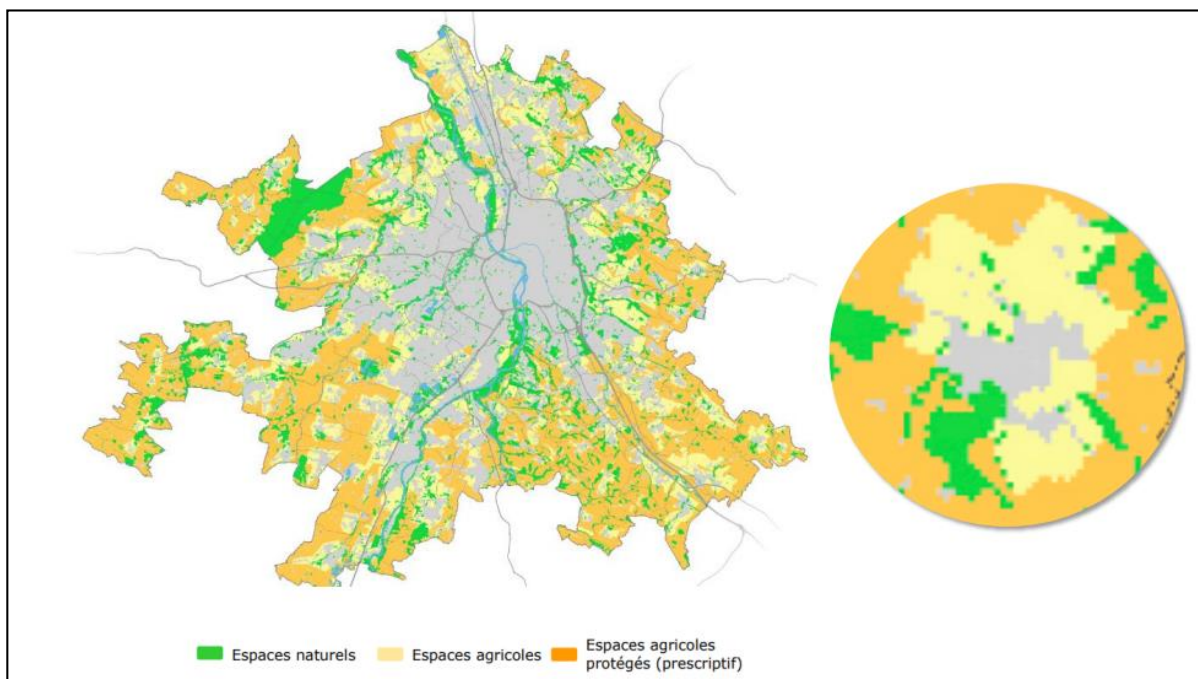 Espaces naturels
Espaces agricoles
Espaces agricoles
protégés (prescriptif)